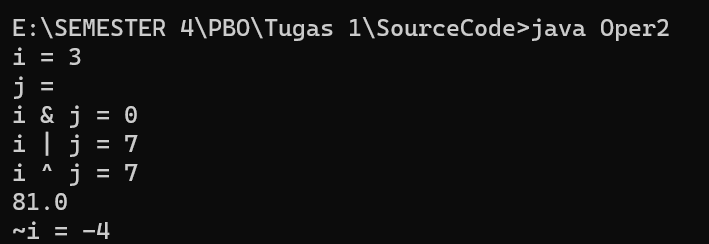 E:\SEMESTER 4\PBO\Tugas 1\SourceCode>java Oper2
i = 3
j =
i & j = 0
i | j = 7
i ^ j = 7
81.0
~i = -4